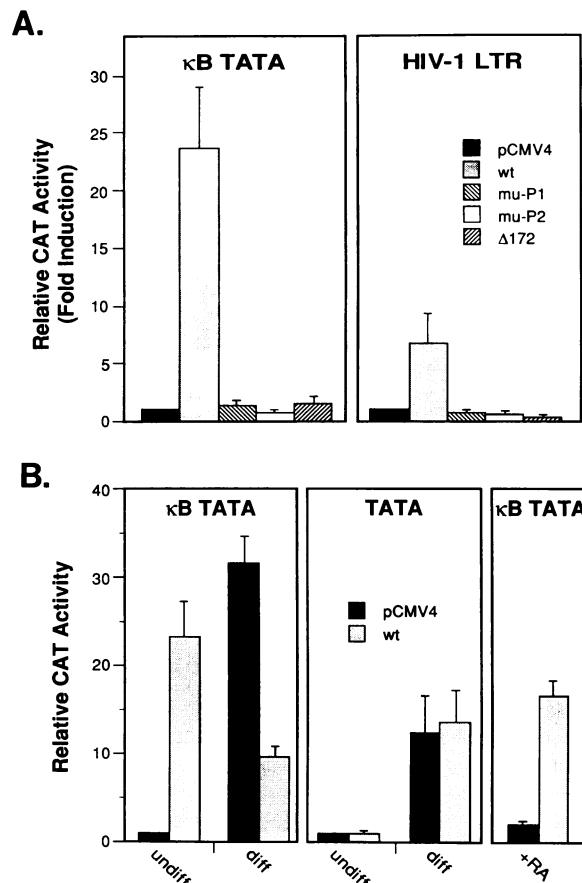 A.
κB TATA
HIV-1 LTR
Relative CAT Activity
(Fold Induction)
30
25
20
15
10
5
0
pCMV4
wt
mu-P1
mu-P2
Δ172
B.
κB TATA
TATA
κB TATA
Relative CAT Activity
40
30
20
10
0
pCMV4
wt
undiff
diff
undiff
diff
+RA